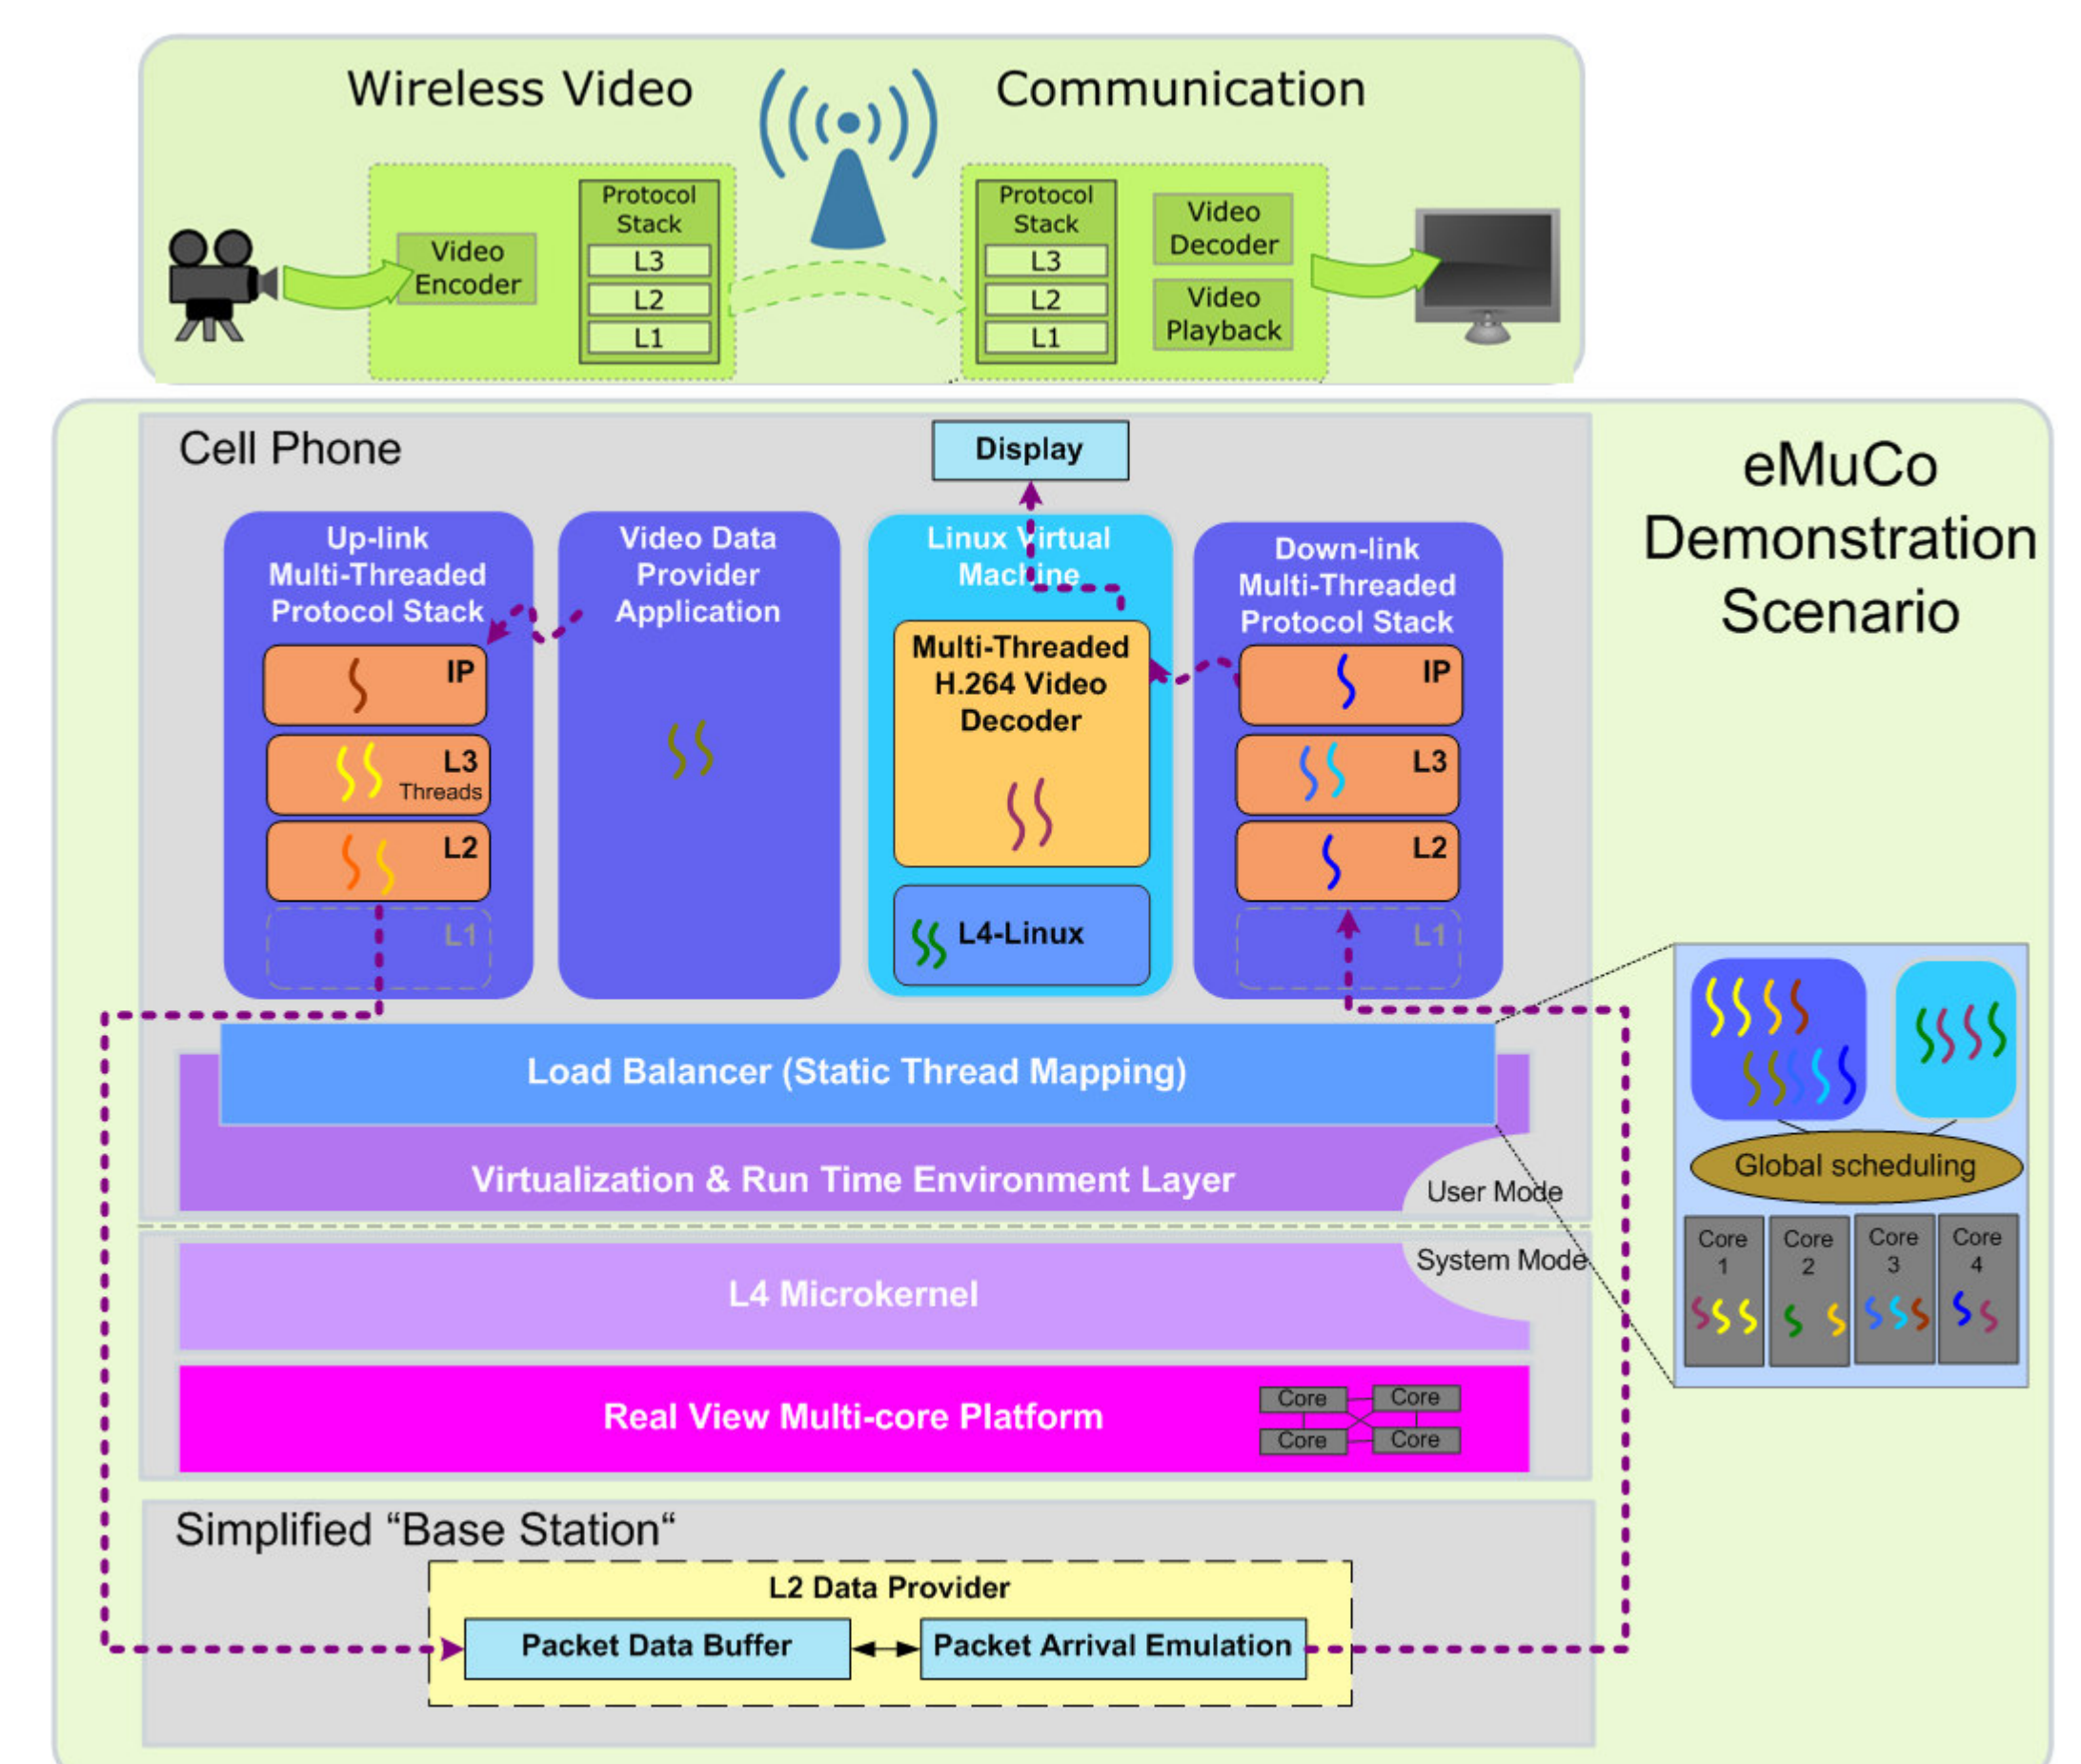 Wireless Video
Communication
Video
Encoder
Protocol
Stack
L3
L2
L1
Protocol
Stack
L3
L2
L1
Video
Decoder
Video
Playback
Cell Phone
Display
eMuCo
Demonstration
Scenario
Up-link
Multi-Threaded
Protocol Stack
IP
L3
Threads
L2
L1
Video Data
Provider
Application
Linux Virtual
Machine
Multi-Threaded
H.264 Video
Decoder
L4-Linux
Down-link
Multi-Threaded
Protocol Stack
IP
L3
L2
L1
Load Balancer (Static Thread Mapping)
Virtualization & Run Time Environment Layer
User Mode
System Mode
L4 Microkernel
Real View Multi-core Platform
Core
Core
Core
Core
Global scheduling
Core
1
Core
2
Core
3
Core
4
Simplified “Base Station“
L2 Data Provider
Packet Data Buffer
Packet Arrival Emulation